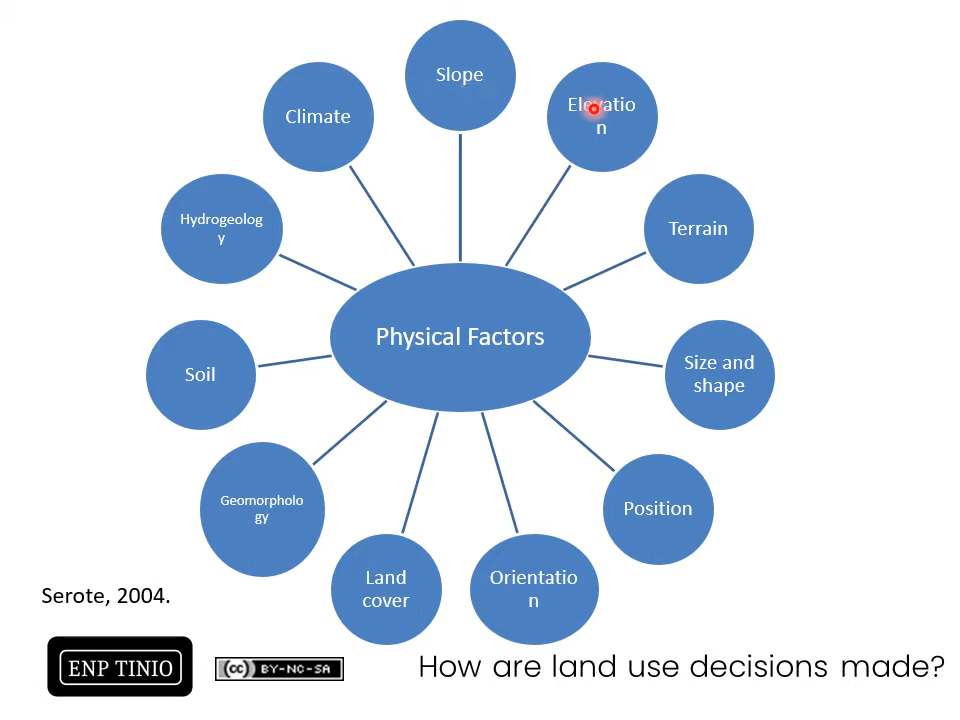 Slope
Elevatio
n
Terrain
Size and
shape
Position
Orientatio
n
Land
cover
Geomorpholo
gy
Soil
Hydrogeolog
y
Climate
Physical Factors
Serote, 2004.
ENP TINIO
cc BY-NC-SA
How are land use decisions made?